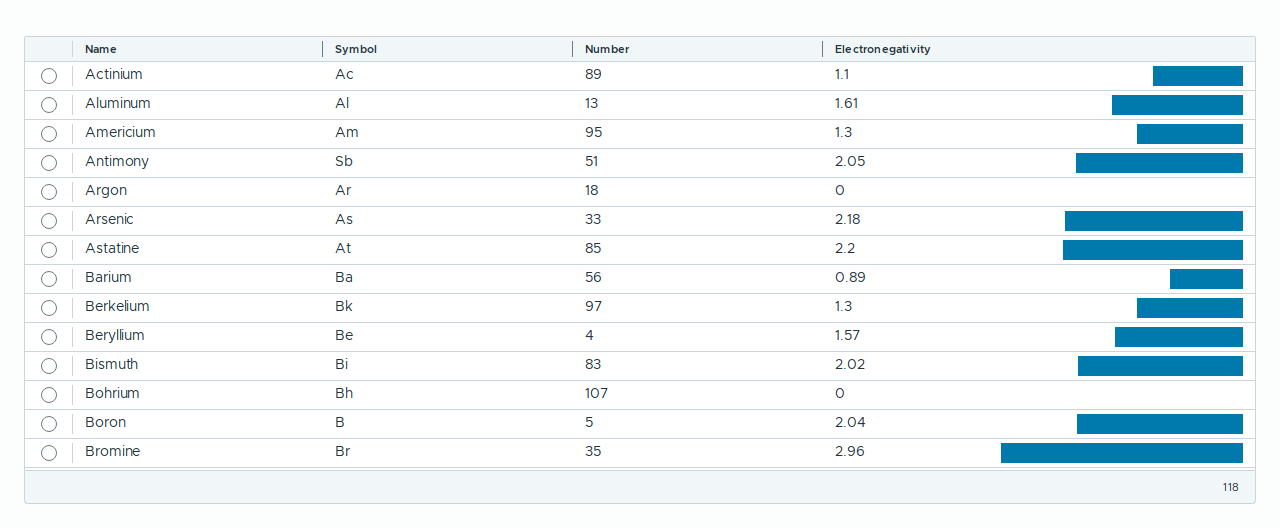 Name Symbol Number Electronegativity
Actinium Ac 89 1.1
Aluminum Al 13 1.61
Americium Am 95 1.3
Antimony Sb 51 2.05
Argon Ar 18 0
Arsenic As 33 2.18
Astatine At 85 2.2
Barium Ba 56 0.89
Berkelium Bk 97 1.3
Beryllium Be 4 1.57
Bismuth Bi 83 2.02
Bohrium Bh 107 0
Boron B 5 2.04
Bromine Br 35 2.96
118